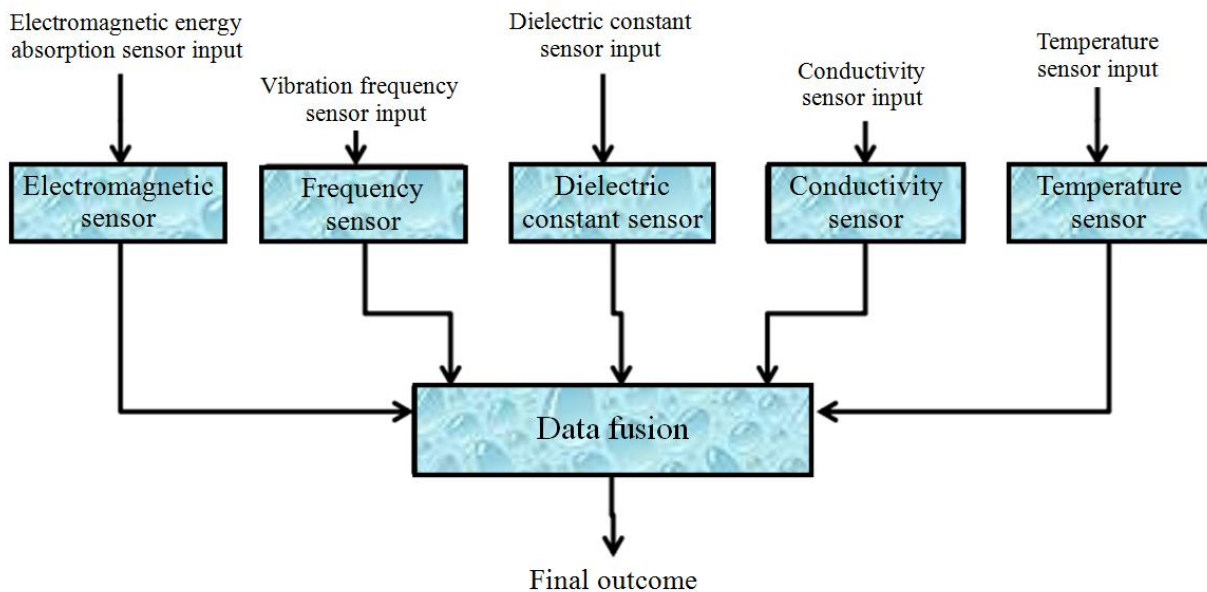 Electromagnetic energy
absorption sensor input
Vibration frequency
sensor input
Dielectric constant
sensor input
Conductivity
sensor input
Temperature
sensor input
Electromagnetic
sensor
Frequency
sensor
Dielectric
constant sensor
Conductivity
sensor
Temperature
sensor
Data fusion
Final outcome